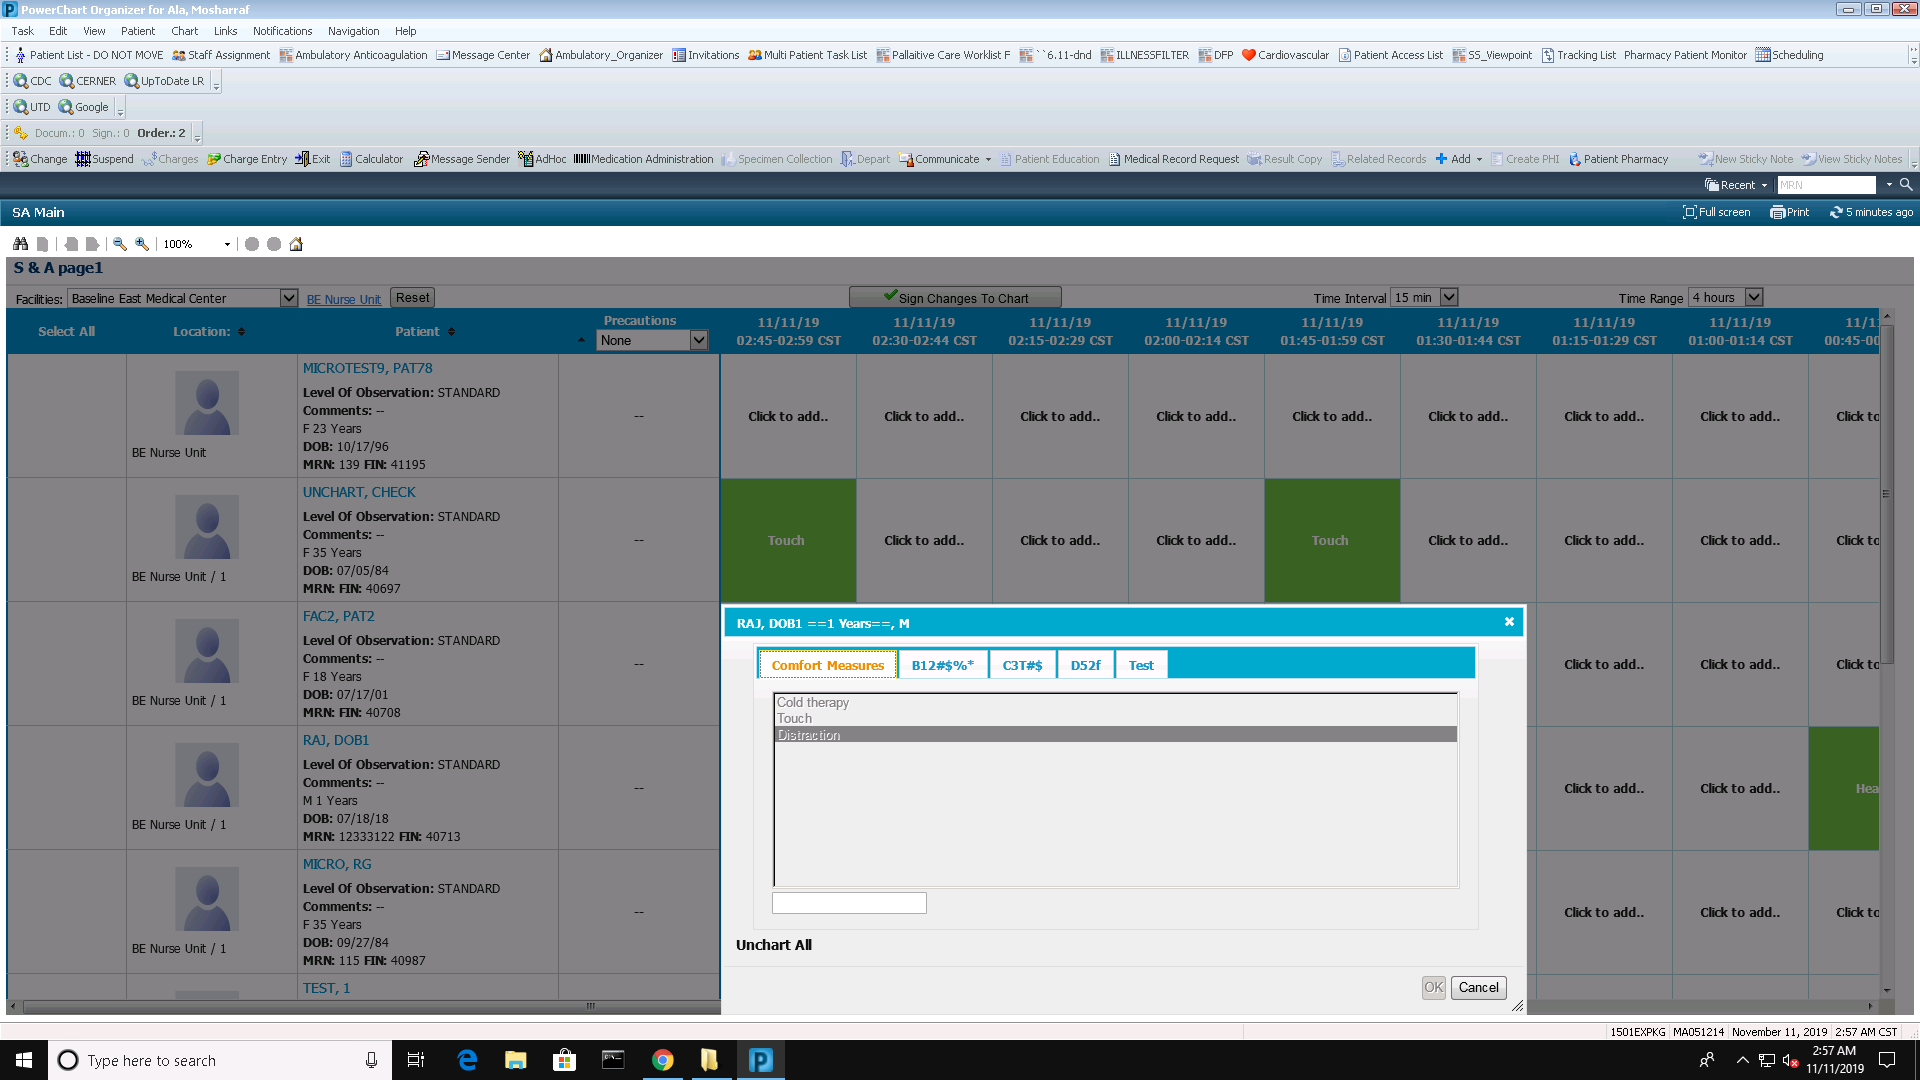 PowerChart Organizer for Ala, Mosharraf
Task Edit View Patient Chart Links Notifications Navigation Help
Patient List - DO NOT MOVE Staff Assignment Ambulatory Anticoagulation Message Center Ambulatory_Organizer Invitations Multi Patient Task List Pallaitive Care Worklist F ``6.11-dnd ILLNESSFILTER DFP Cardiovascular Patient Access List SS_Viewpoint Tracking List Pharmacy Patient Monitor Scheduling
CDC CERNER UpToDate LR
UTD Google
Docum.: 0 Sign.: 0 Order.: 2
Change Suspend Charges Charge Entry Exit Calculator Message Sender AdHoc Medication Administration Specimen Collection Depart Communicate Patient Education Medical Record Request Result Copy Related Records Add Create PHI Patient Pharmacy New Sticky Note View Sticky Notes
Recent MRN
SA Main Full screen Print 5 minutes ago
100%
S & A page1
Facilities: Baseline East Medical Center BE Nurse Unit Reset Sign Changes To Chart Time Interval 15 min Time Range 4 hours
Select All Location: Patient Precautions None
11/11/19 11/11/19 11/11/19 11/11/19 11/11/19 11/11/19 11/11/19 11/11/19 11/1
02:45-02:59 CST 02:30-02:44 CST 02:15-02:29 CST 02:00-02:14 CST 01:45-01:59 CST 01:30-01:44 CST 01:15-01:29 CST 01:00-01:14 CST 00:45-00
MICROTEST9, PAT78
Level Of Observation: STANDARD
Comments: --
F 23 Years
DOB: 10/17/96
MRN: 139 FIN: 41195
BE Nurse Unit
--
Click to add.. Click to add.. Click to add.. Click to add.. Click to add.. Click to add.. Click to add.. Click to add.. Click to
UNCHART, CHECK
Level Of Observation: STANDARD
Comments: --
F 35 Years
DOB: 07/05/84
MRN: FIN: 40697
BE Nurse Unit / 1
--
Touch Click to add.. Click to add.. Click to add.. Touch Click to add.. Click to add.. Click to add.. Click to
FAC2, PAT2
Level Of Observation: STANDARD
Comments: --
F 18 Years
DOB: 07/17/01
MRN: FIN: 40708
BE Nurse Unit / 1
--
Click to add.. Click to add.. Click to
RAJ, DOB1
Level Of Observation: STANDARD
Comments: --
M 1 Years
DOB: 07/18/18
MRN: 12333122 FIN: 40713
BE Nurse Unit / 1
--
Click to add.. Click to add.. Hea
MICRO, RG
Level Of Observation: STANDARD
Comments: --
F 35 Years
DOB: 09/27/84
MRN: 115 FIN: 40987
BE Nurse Unit / 1
--
Click to add.. Click to add.. Click to
TEST, 1
RAJ, DOB1 ==1 Years==, M
Comfort Measures B12#$%* C3T#$ D52f Test
Cold therapy
Touch
Distraction
Unchart All
OK Cancel
1501EXPKG MA051214 November 11, 2019 2:57 AM CST
Type here to search
2:57 AM
11/11/2019